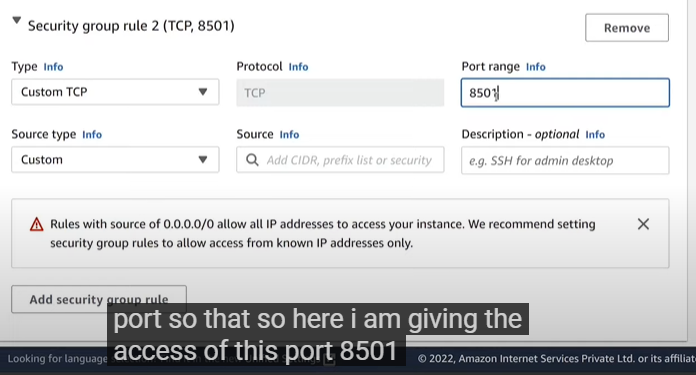 Security group rule 2 (TCP, 8501)
Remove
Type Info
Protocol Info
Port range Info
Custom TCP
TCP
8501
Source type Info
Source Info
Description - optional Info
Custom
Add CIDR, prefix list or security
e.g. SSH for admin desktop
Rules with source of 0.0.0.0/0 allow all IP addresses to access your instance. We recommend setting
security group rules to allow access from known IP addresses only.
Add security group rule
port so that so here i am giving the
access of this port 8501
Looking for language
© 2022, Amazon Internet Services Private Ltd. or its affiliat